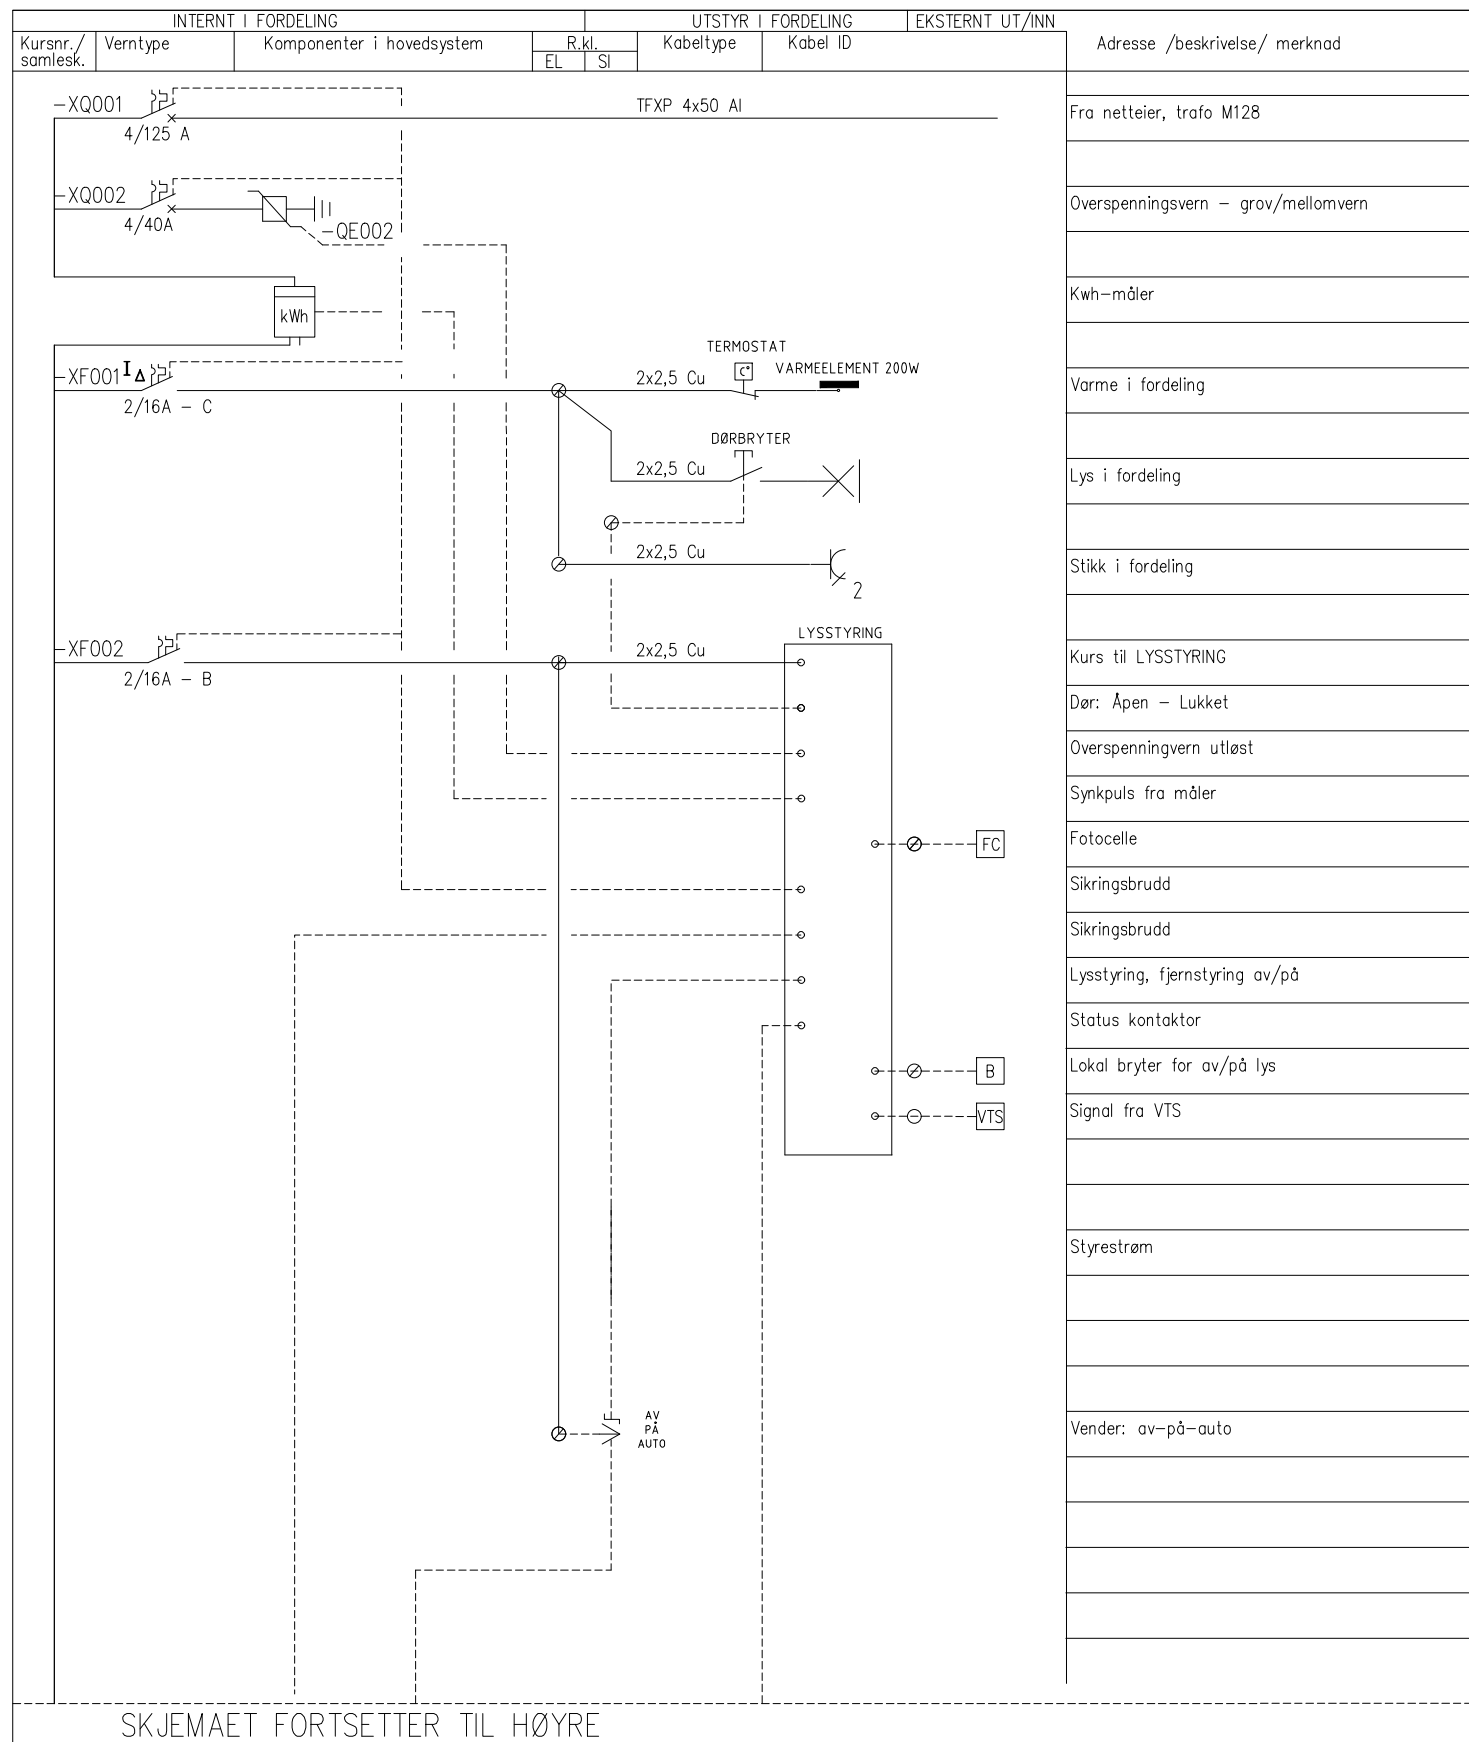 INTERNT I FORDELING
UTSTYR I FORDELING
EKSTERNT UT/INN
Kursnr./
samlesk.
Verntype
Komponenter i hovedsystem
R.kl.
EL
SI
Kabeltype
Kabel ID
Adresse /beskrivelse/ merknad
-XQ001
4/125 A
TFXP 4x50 Al
Fra netteier, trafo M128
-XQ002
4/40A
-QE002
Overspenningsvern - grov/mellomvern
kWh
Kwh-måler
-XF001 I Δ
2/16A - C
2x2,5 Cu
TERMOSTAT
C°
VARMEELEMENT 200W
Varme i fordeling
DØRBRYTER
2x2,5 Cu
Lys i fordeling
2x2,5 Cu
2
Stikk i fordeling
-XF002
2/16A - B
2x2,5 Cu
LYSSTYRING
Kurs til LYSSTYRING
Dør: Åpen - Lukket
Overspenningvern utløst
Synkpuls fra måler
FC
Fotocelle
Sikringsbrudd
Sikringsbrudd
Lysstyring, fjernstyring av/på
Status kontaktor
B
Lokal bryter for av/på lys
VTS
Signal fra VTS
Styrestrøm
AV
PÅ
AUTO
Vender: av-på-auto
SKJEMAET FORTSETTER TIL HØYRE